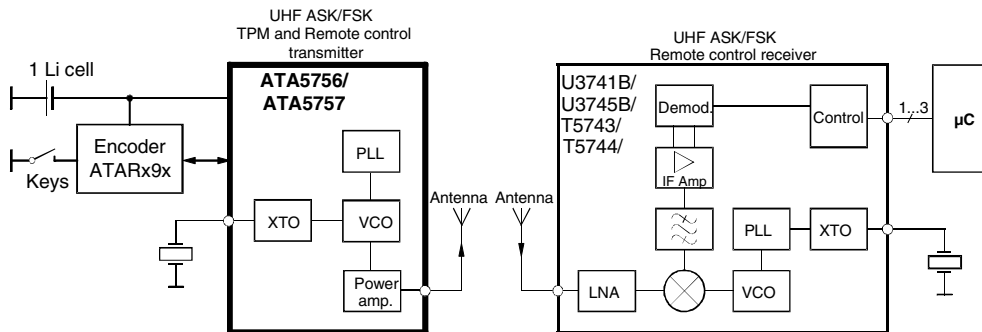 UHF ASK/FSK
TPM and Remote control
transmitter
1 Li cell
ATA5756/
ATA5757
Encoder
ATARx9x
Keys
PLL
XTO
VCO
Power
amp.
Antenna
Antenna
UHF ASK/FSK
Remote control receiver
U3741B/
U3745B/
T5743/
T5744/
Demod.
Control
1...3
µC
IF Amp
PLL
XTO
LNA
VCO